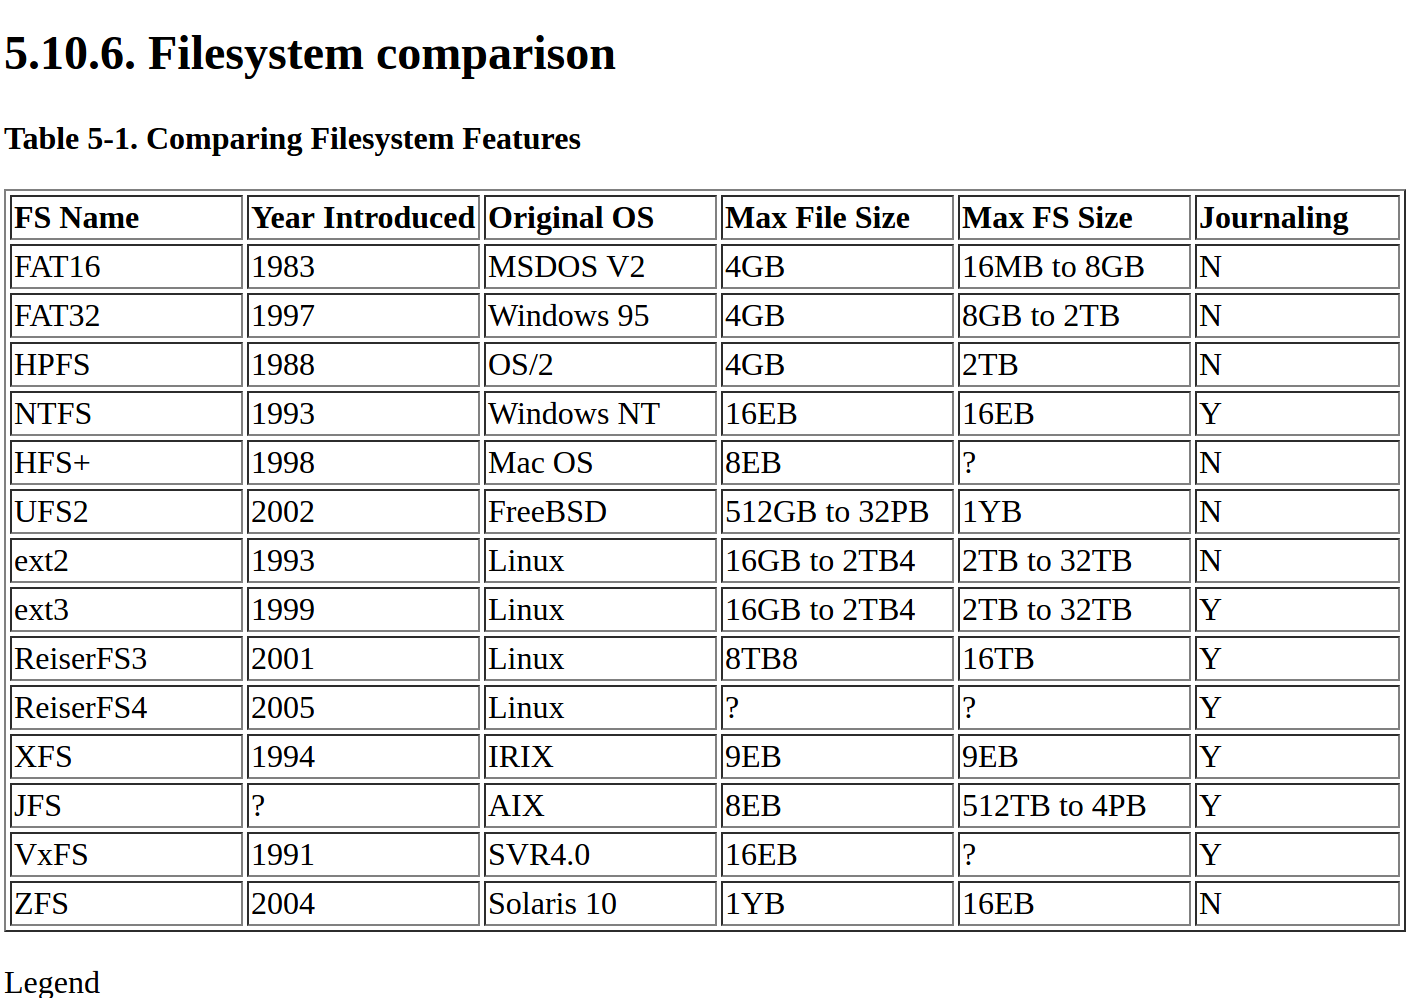 5.10.6. Filesystem comparison
Table 5-1. Comparing Filesystem Features
FS Name Year Introduced Original OS Max File Size Max FS Size Journaling
FAT16 1983 MSDOS V2 4GB 16MB to 8GB N
FAT32 1997 Windows 95 4GB 8GB to 2TB N
HPFS 1988 OS/2 4GB 2TB N
NTFS 1993 Windows NT 16EB 16EB Y
HFS+ 1998 Mac OS 8EB ? N
UFS2 2002 FreeBSD 512GB to 32PB 1YB N
ext2 1993 Linux 16GB to 2TB4 2TB to 32TB N
ext3 1999 Linux 16GB to 2TB4 2TB to 32TB Y
ReiserFS3 2001 Linux 8TB8 16TB Y
ReiserFS4 2005 Linux ? ? Y
XFS 1994 IRIX 9EB 9EB Y
JFS ? AIX 8EB 512TB to 4PB Y
VxFS 1991 SVR4.0 16EB ? Y
ZFS 2004 Solaris 10 1YB 16EB N
Legend